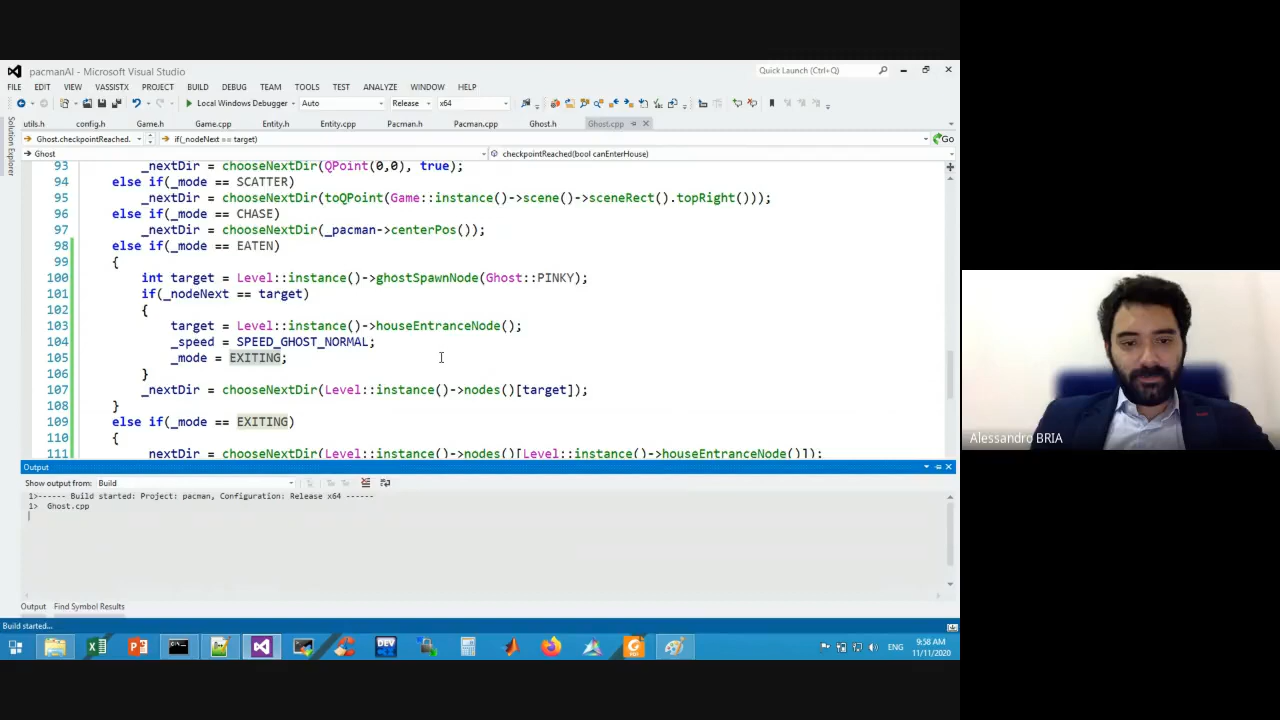 pacmanAI - Microsoft Visual Studio
Quick Launch (Ctrl+Q)
FILE EDIT VIEW VASSISTX PROJECT BUILD DEBUG TEAM TOOLS TEST ANALYZE WINDOW HELP
Local Windows Debugger Auto Release x64
utils.h config.h Game.h Game.cpp Entity.h Entity.cpp Pacman.h Pacman.cpp Ghost.h Ghost.cpp
Ghost.checkpointReached. if(_nodeNext == target) Go
Ghost checkpointReached(bool canEnterHouse)
Solution Explorer
93 _nextDir = chooseNextDir(QPoint(0,0), true);
94 else if(_mode == SCATTER)
95 _nextDir = chooseNextDir(toQPoint(Game::instance()->scene()->sceneRect().topRight()));
96 else if(_mode == CHASE)
97 _nextDir = chooseNextDir(_pacman->centerPos());
98 else if(_mode == EATEN)
99 {
100 int target = Level::instance()->ghostSpawnNode(Ghost::PINKY);
101 if(_nodeNext == target)
102 {
103 target = Level::instance()->houseEntranceNode();
104 _speed = SPEED_GHOST_NORMAL;
105 _mode = EXITING;
106 }
107 _nextDir = chooseNextDir(Level::instance()->nodes()[target]);
108 }
109 else if(_mode == EXITING)
110 {
111 nextDir = chooseNextDir(Level::instance()->nodes()[Level::instance()->houseEntranceNode()]);
Output
Show output from: Build
1>------ Build started: Project: pacman, Configuration: Release x64 ------
1> Ghost.cpp
Output Find Symbol Results
Build started...
DEV
ENG
9:58 AM
11/11/2020
Alessandro BRIA